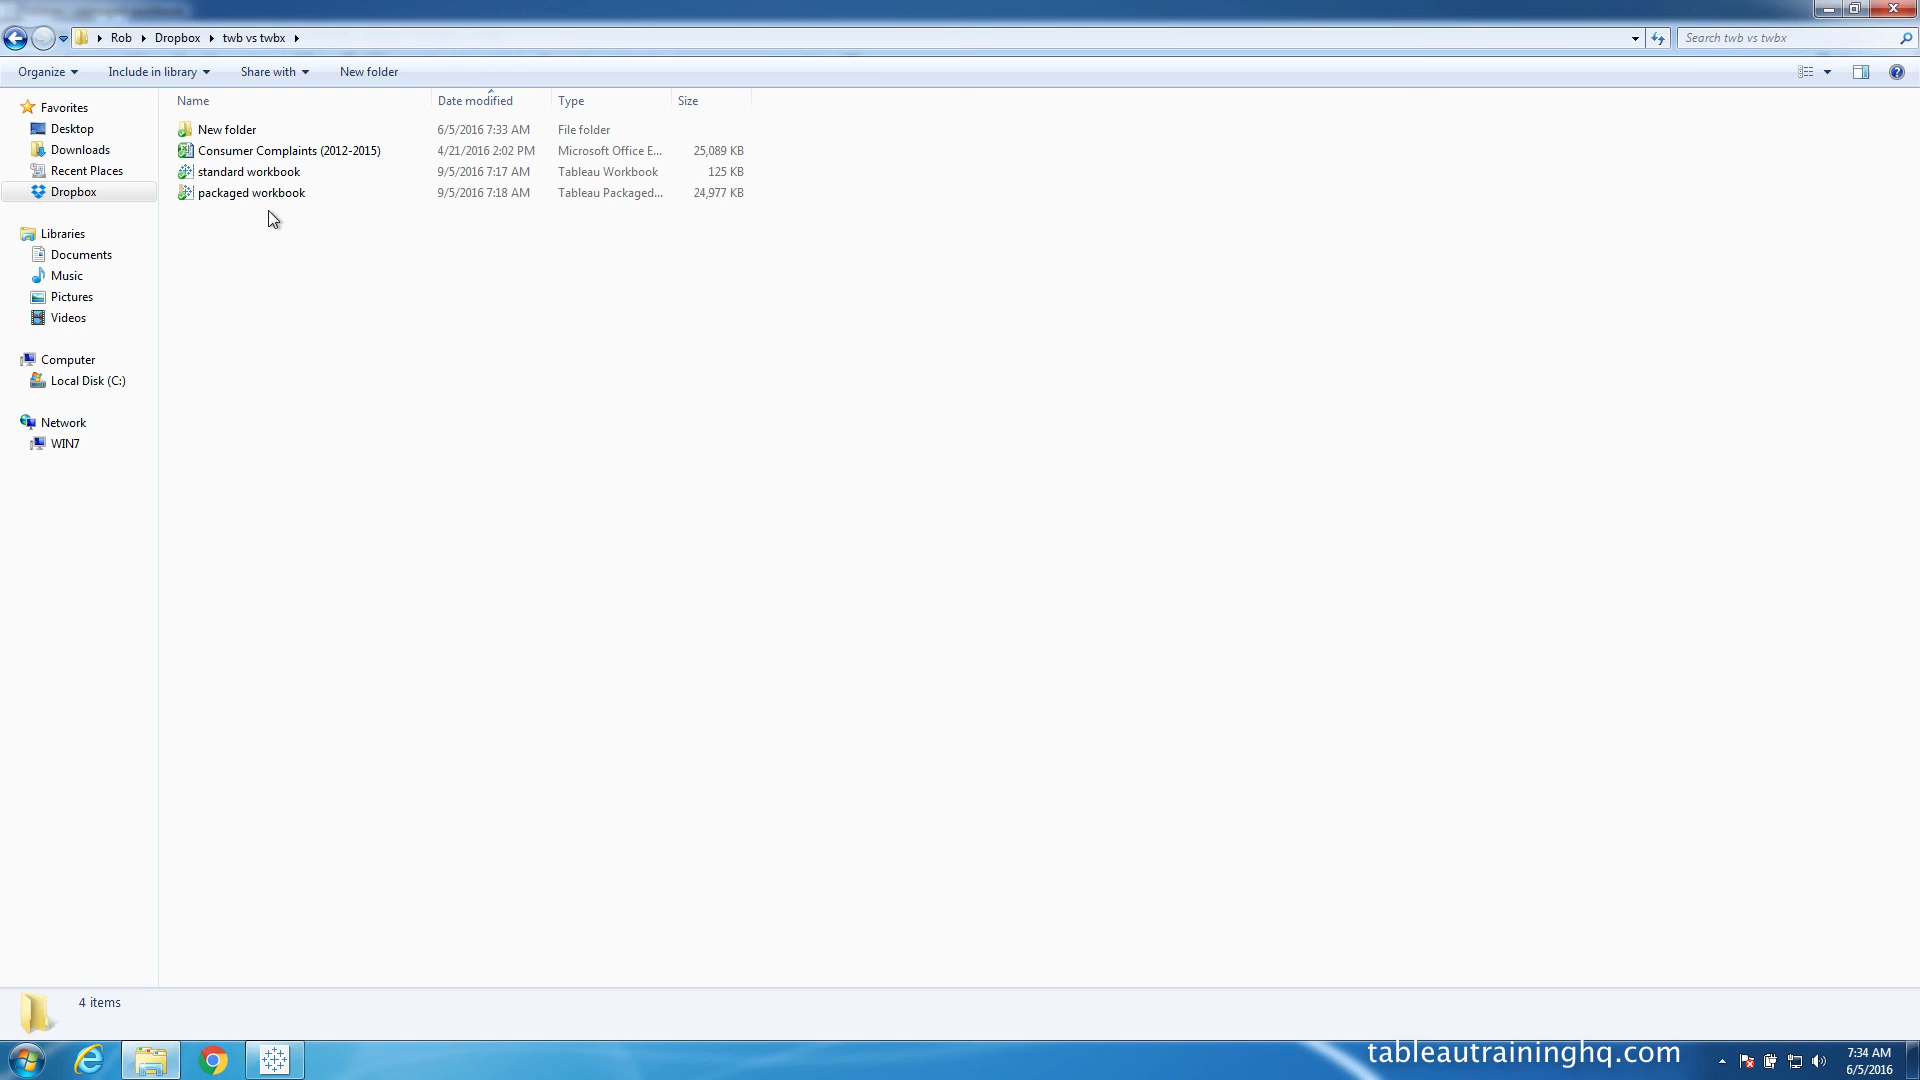 Rob Dropbox twb vs twbx Search twb vs twbx
Organize Include in library Share with New folder
Name Date modified Type Size
Favorites
Desktop
Downloads
Recent Places
Dropbox
Libraries
Documents
Music
Pictures
Videos
Computer
Local Disk (C:)
Network
WIN7
New folder 6/5/2016 7:33 AM File folder
Consumer Complaints (2012-2015) 4/21/2016 2:02 PM Microsoft Office E... 25,089 KB
standard workbook 9/5/2016 7:17 AM Tableau Workbook 125 KB
packaged workbook 9/5/2016 7:18 AM Tableau Packaged... 24,977 KB
4 items
tableautraininghq.com
7:34 AM
6/5/2016